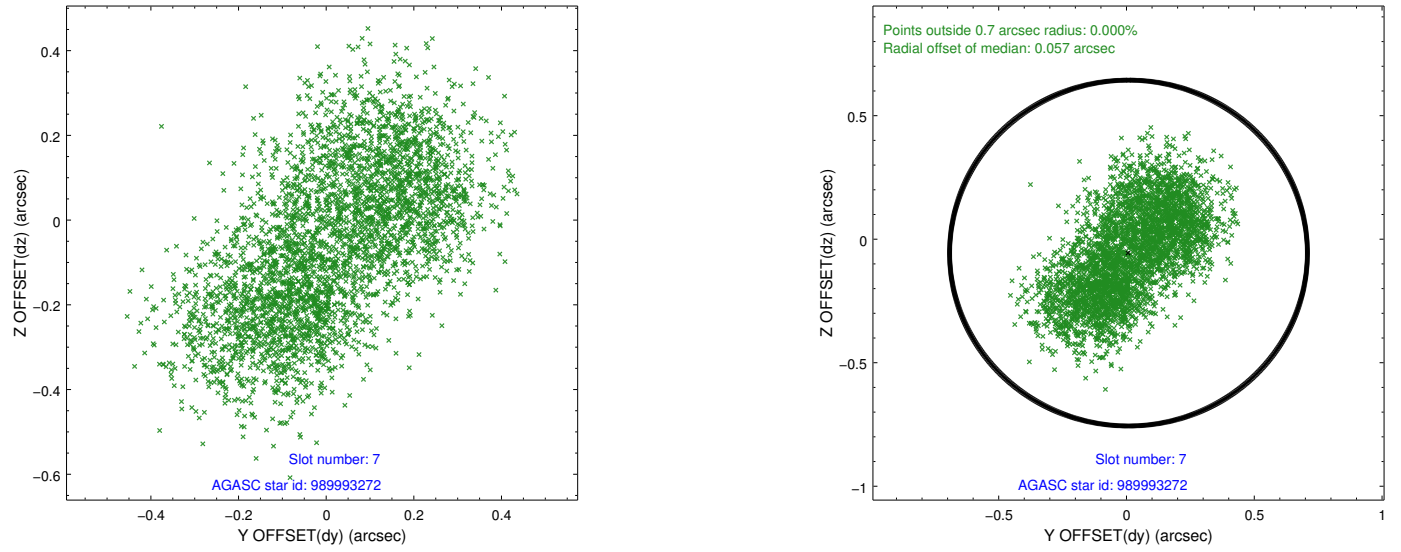 0.4
0.2
0
−0.2
−0.4
−0.6
−0.4
−0.2
0
0.2
0.4
Z OFFSET(dz) (arcsec)
Y OFFSET(dy) (arcsec)
Slot number: 7
AGASC star id: 989993272
Points outside 0.7 arcsec radius: 0.000%
Radial offset of median: 0.057 arcsec
0.5
0
−0.5
−1
−0.5
0
0.5
1
Z OFFSET(dz) (arcsec)
Y OFFSET(dy) (arcsec)
Slot number: 7
AGASC star id: 989993272